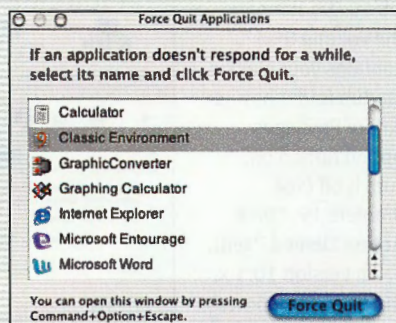 Force Quit Applications
If an application doesn't respond for a while,
select its name and click Force Quit.
Calculator
Classic Environment
GraphicConverter
Graphing Calculator
Internet Explorer
Microsoft Entourage
Microsoft Word
You can open this window by pressing
Command+Option+Escape.
Force Quit